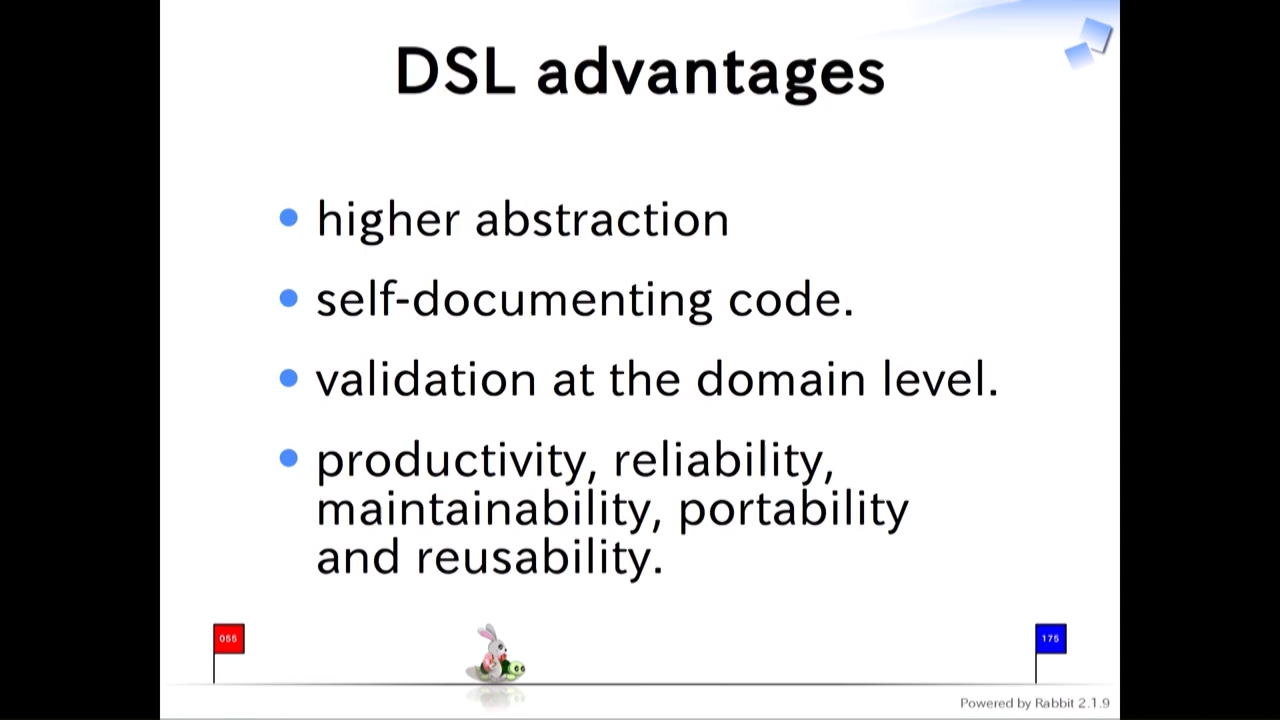 DSL advantages
higher abstraction
self-documenting code.
validation at the domain level.
productivity, reliability,
maintainability, portability
and reusability.
055
175
Powered by Rabbit 2.1.9